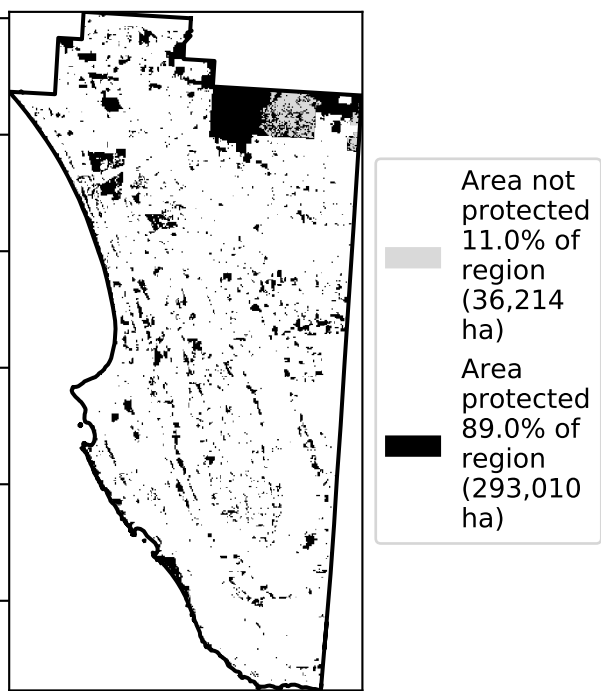 Area not
protected
11.0% of
region
(36,214
ha)
Area
protected
89.0% of
region
(293,010
ha)